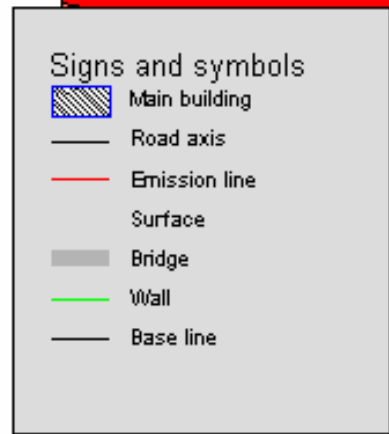 Signs and symbols
Main building
Road axis
Emission line
Surface
Bridge
Wall
Base line